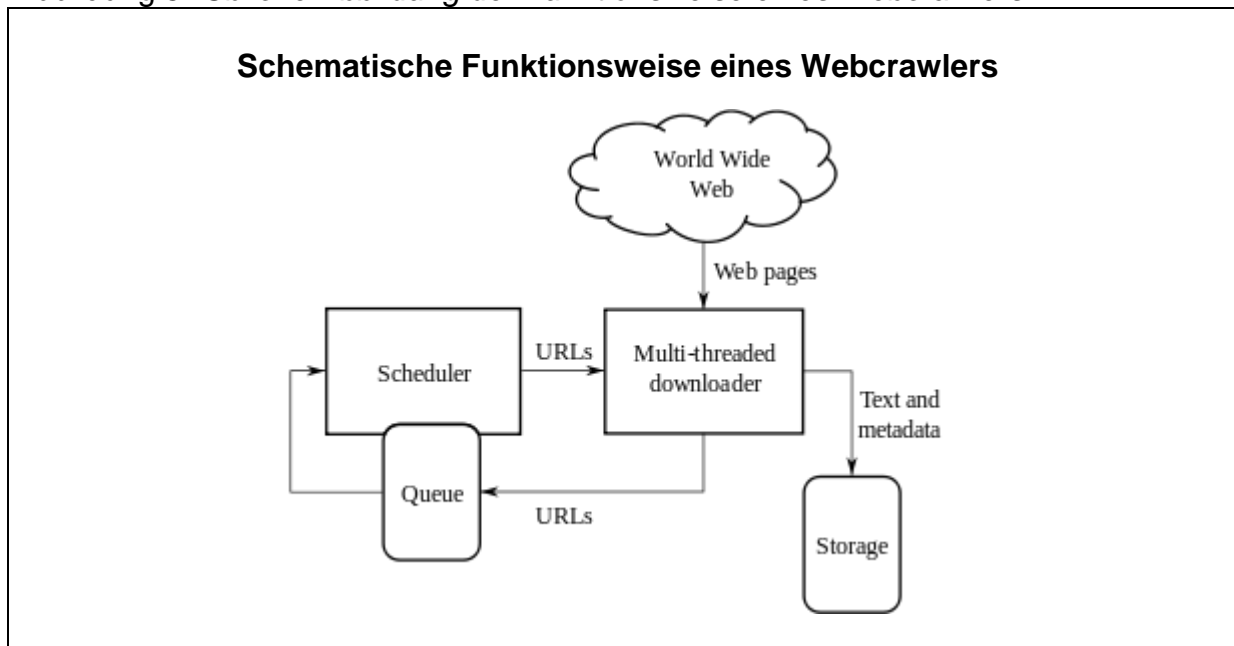 Schematische Funktionsweise eines Webcrawlers
World Wide
Web
Web pages
Scheduler
URLs
Multi-threaded
downloader
Text and
metadata
Queue
URLs
Storage